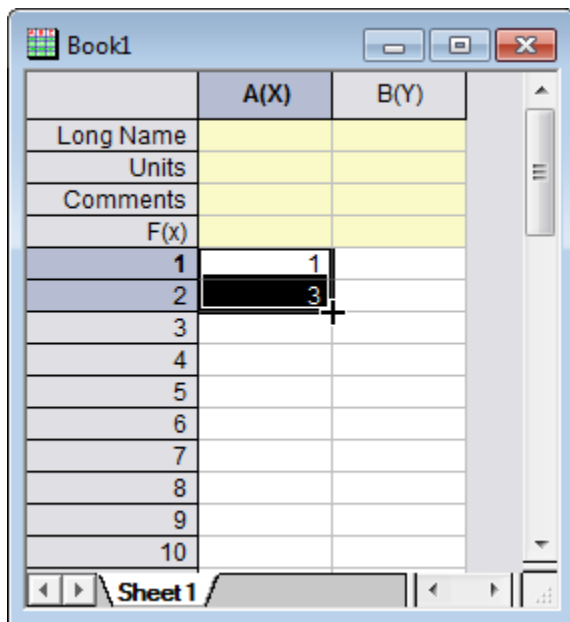 Book1
A(X) B(Y)
Long Name
Units
Comments
F(x)
1 1
2 3
3
4
5
6
7
8
9
10
Sheet1